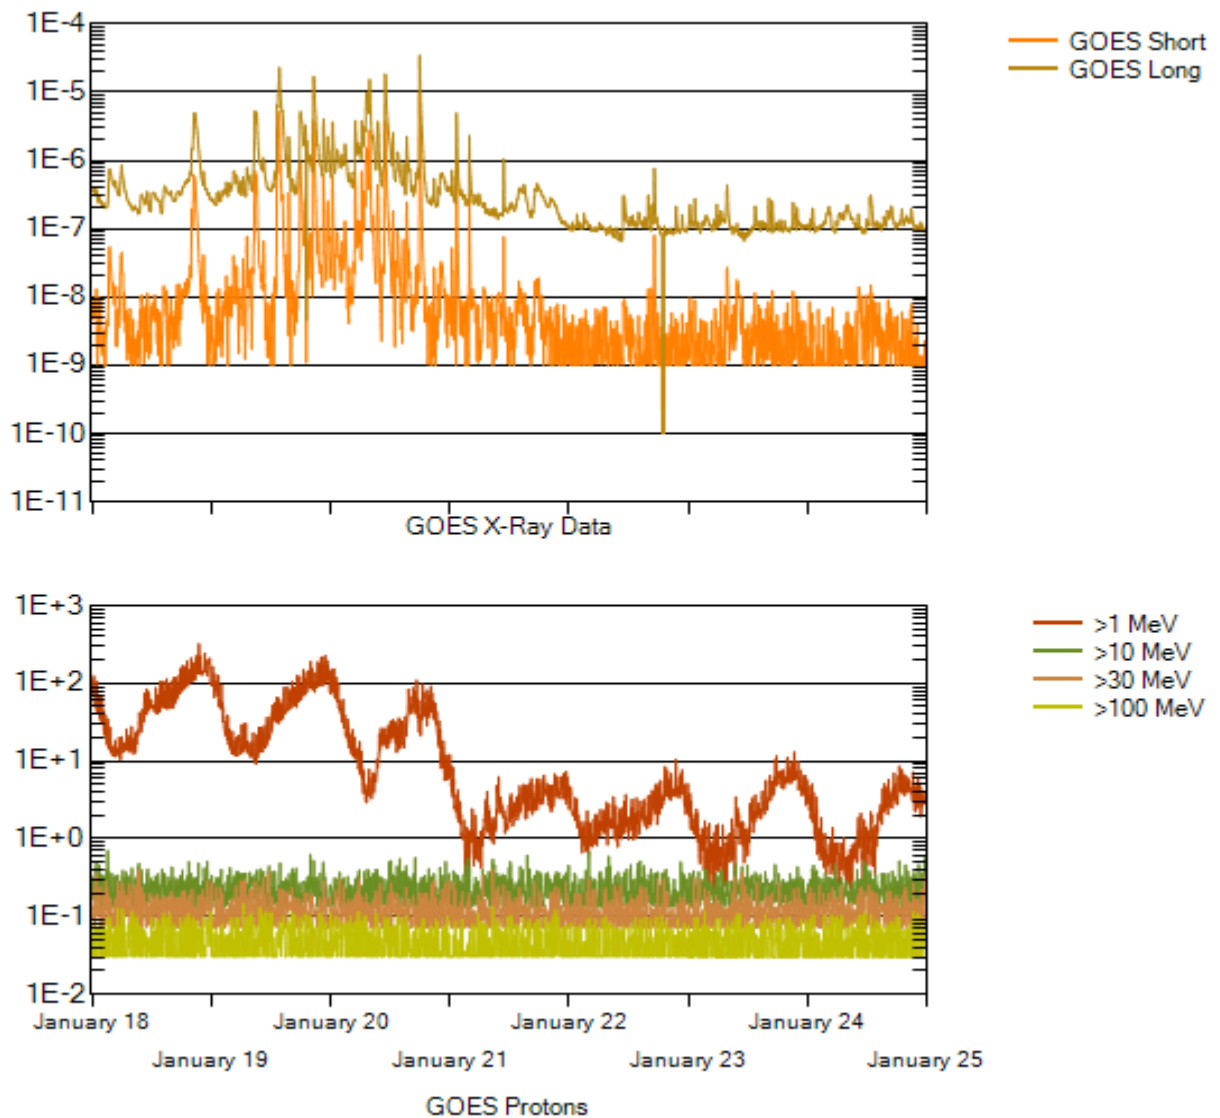 1E-4
1E-5
1E-6
1E-7
1E-8
1E-9
1E-10
1E-11
GOES Short
GOES Long
GOES X-Ray Data
1E+3
1E+2
1E+1
1E+0
1E-1
1E-2
>1 MeV
>10 MeV
>30 MeV
>100 MeV
January 18 January 20 January 22 January 24
January 19 January 21 January 23 January 25
GOES Protons